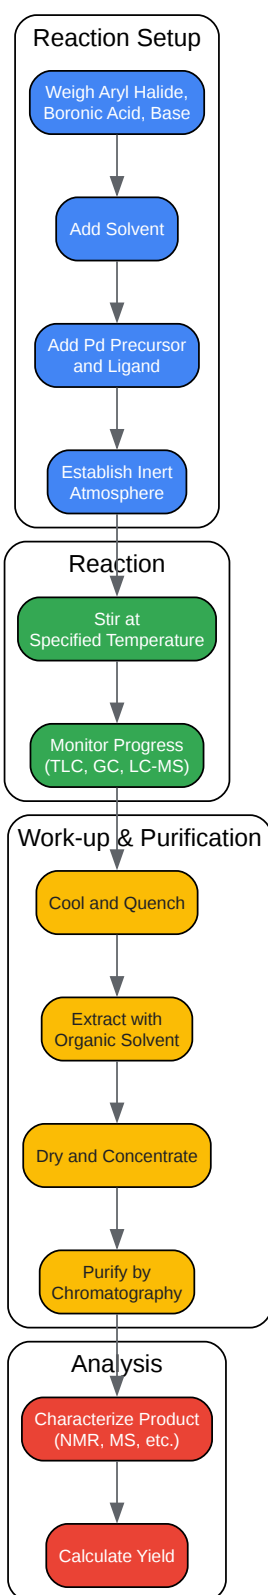 Reaction Setup
Weigh Aryl Halide,
Boronic Acid, Base
Add Solvent
Add Pd Precursor
and Ligand
Establish Inert
Atmosphere
Reaction
Stir at
Specified Temperature
Monitor Progress
(TLC, GC, LC-MS)
Work-up & Purification
Cool and Quench
Extract with
Organic Solvent
Dry and Concentrate
Purify by
Chromatography
Analysis
Characterize Product
(NMR, MS, etc.)
Calculate Yield